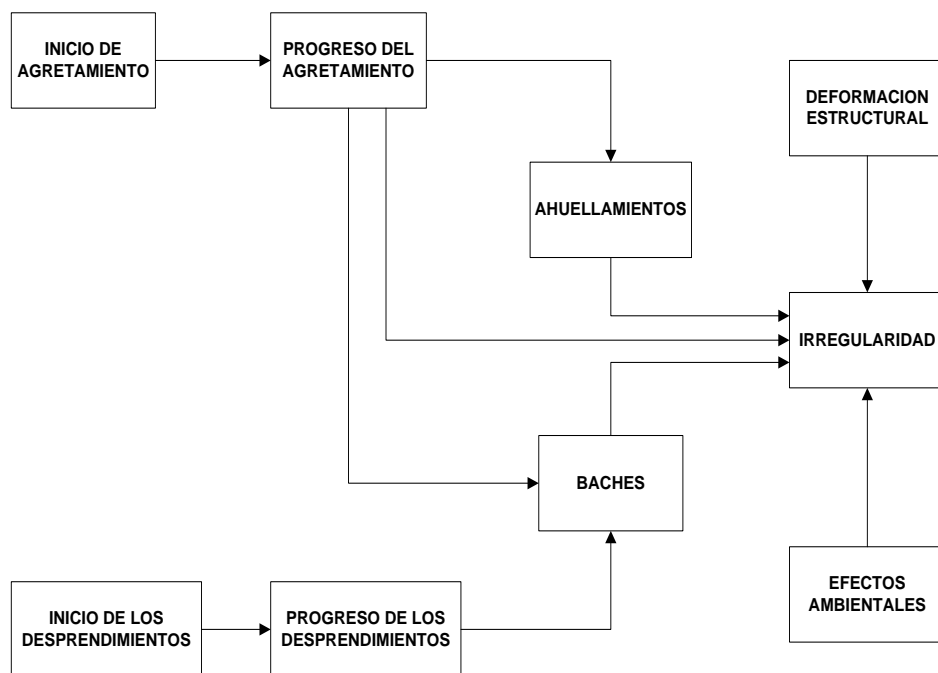 INICIO DE
AGRETAMIENTO
PROGRESO DEL
AGRETAMIENTO
DEFORMACION
ESTRUCTURAL
AHUELLAMIENTOS
IRREGULARIDAD
BACHES
EFECTOS
AMBIENTALES
INICIO DE LOS
DESPRENDIMIENTOS
PROGRESO DE LOS
DESPRENDIMIENTOS